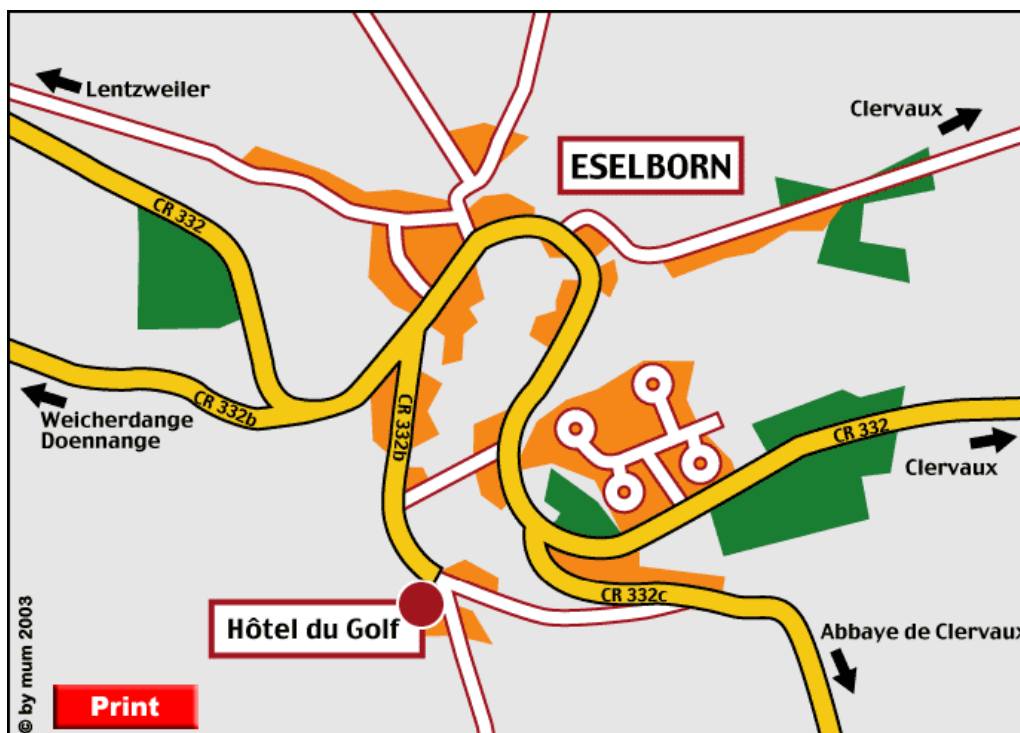 Lentzweiler
Clervaux
ESELBORN
CR 332
CR 332b
Weicherdange
Doennange
CR 332b
CR 332
Clervaux
CR 332c
Hôtel du Golf
Abbaye de Clervaux
© by mum 2003
Print